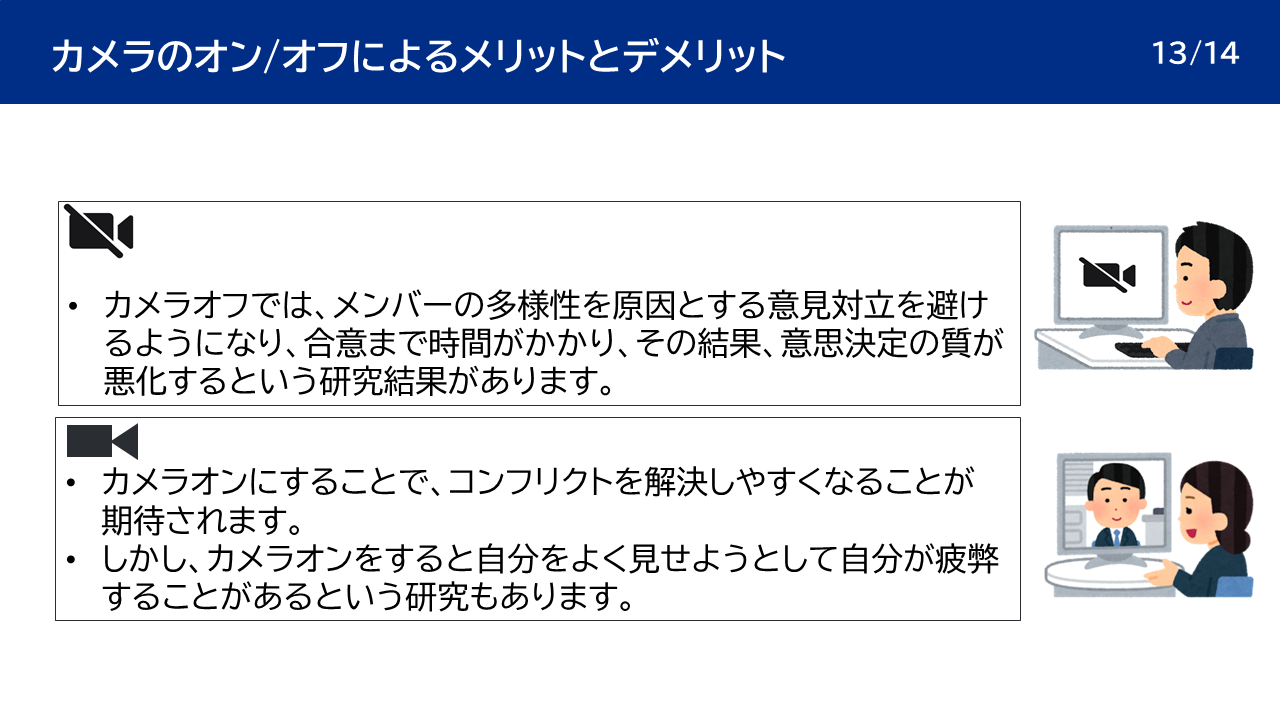 カメラのオン/オフによるメリットとデメリット
13/14
• カメラオフでは、メンバーの多様性を原因とする意見対立を避け
るようになり、合意まで時間がかかり、その結果、意思決定の質が
悪化するという研究結果があります。
• カメラオンにすることで、コンフリクトを解決しやすくなることが
期待されます。
• しかし、カメラオンをすると自分をよく見せようとして自分が疲弊
することがあるという研究もあります。